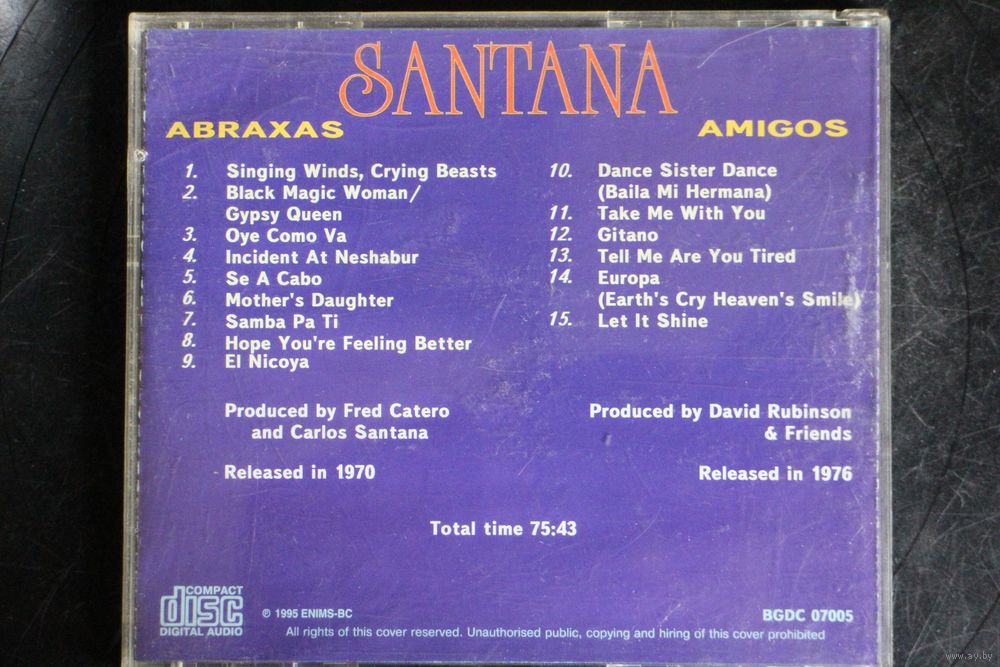 SANTANA
ABRAXAS
1. Singing Winds, Crying Beasts
2. Black Magic Woman/
Gypsy Queen
3. Oye Como Va
4. Incident At Neshabur
5. Se A Cabo
6. Mother's Daughter
7. Samba Pa Ti
8. Hope You're Feeling Better
9. El Nicoya
Produced by Fred Catero
and Carlos Santana
Released in 1970
AMIGOS
10. Dance Sister Dance
(Baila Mi Hermana)
11. Take Me With You
12. Gitano
13. Tell Me Are You Tired
14. Europa
(Earth's Cry Heaven's Smile)
15. Let It Shine
Produced by David Rubinson
& Friends
Released in 1976
Total time 75:43
COMPACT
disc
DIGITAL AUDIO
℗ 1995 ENIMS-BC
BGDC 07005
All rights of this cover reserved. Unauthorised public, copying and hiring of this cover prohibited
www.ay.by